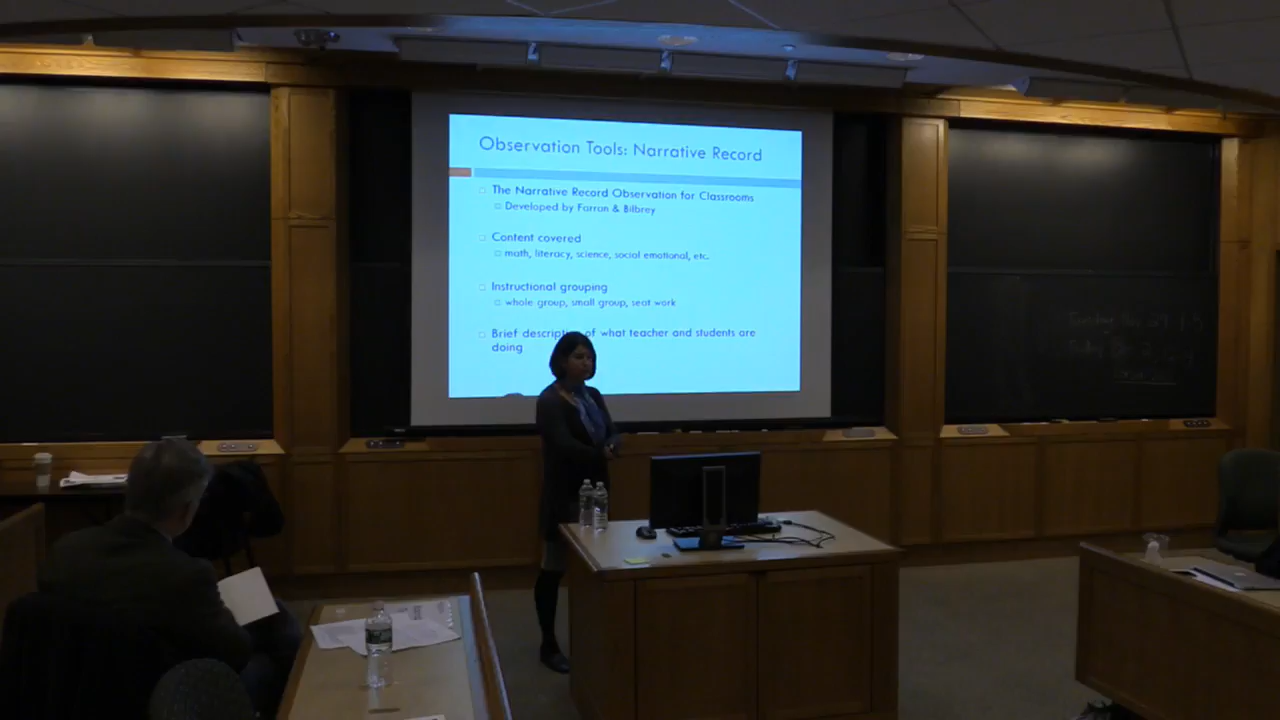 Observation Tools: Narrative Record
The Narrative Record Observation for Classrooms
Developed by Farran & Bilbrey
Content covered
math, literacy, science, social emotional, etc.
Instructional grouping
whole group, small group, seat work
Brief description of what teacher and students are
doing